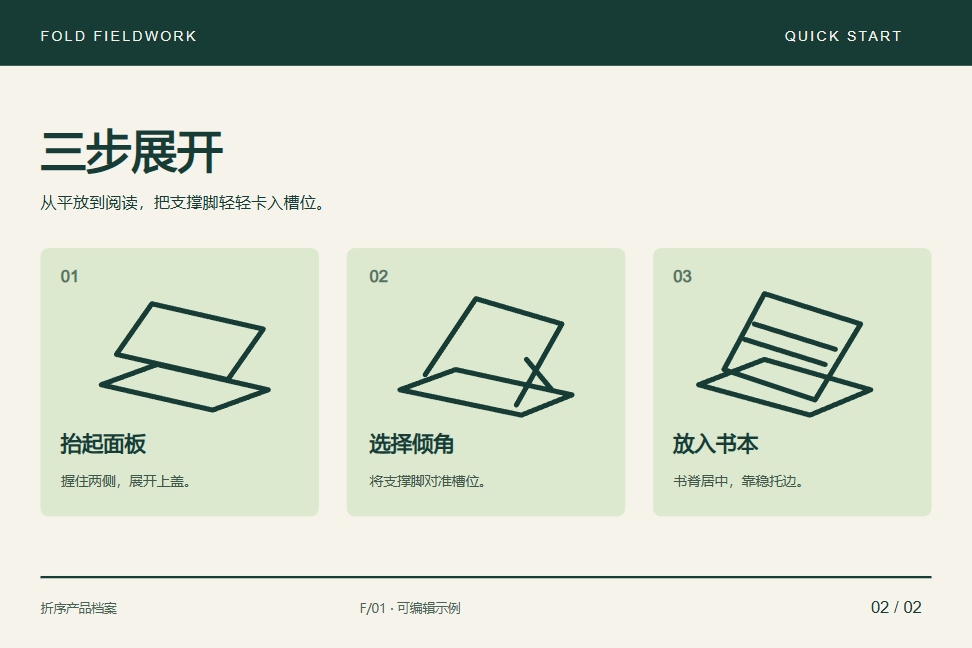 FOLD FIELDWORK
QUICK START
三步展开
从平放到阅读，把支撑脚轻轻卡入槽位。
01
抬起面板
握住两侧，展开上盖。
02
选择倾角
将支撑脚对准槽位。
03
放入书本
书脊居中，靠稳托边。
折序产品档案
F/01 · 可编辑示例
02 / 02